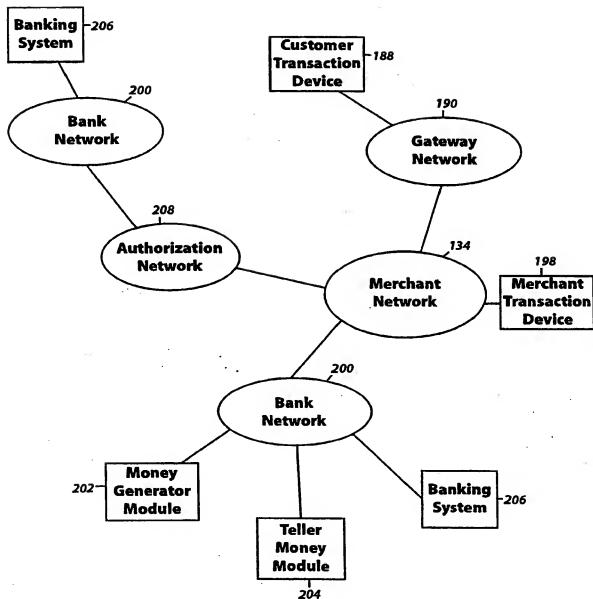 Banking
System
206
Customer
Transaction
Device
188
200
Bank
Network
190
Gateway
Network
208
Authorization
Network
134
Merchant
Network
198
Merchant
Transaction
Device
200
Bank
Network
202
Money
Generator
Module
Banking
System
206
Teller
Money
Module
204